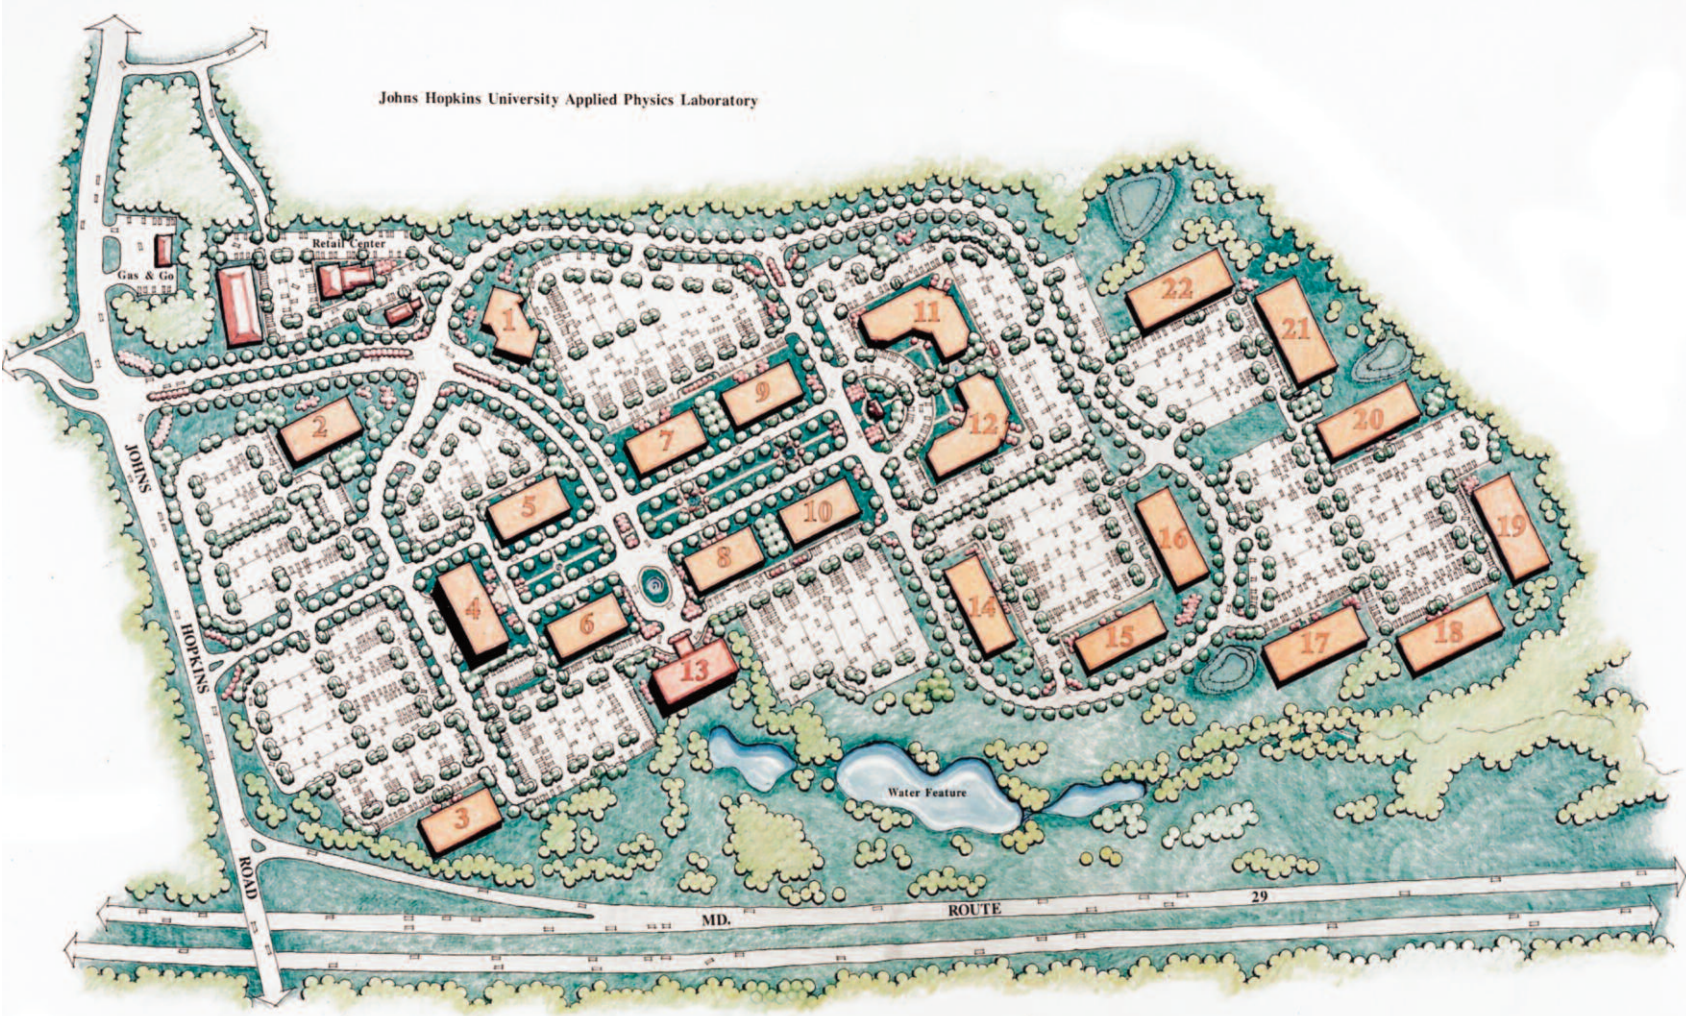 Johns Hopkins University Applied Physics Laboratory
Retail Center
Gas & Go
22
11
21
1
9
20
2
7
12
JOHNS
5
10
19
16
8
4
14
6
15
18
17
HOPKINS
13
Water Feature
3
ROAD
29
ROUTE
MD.